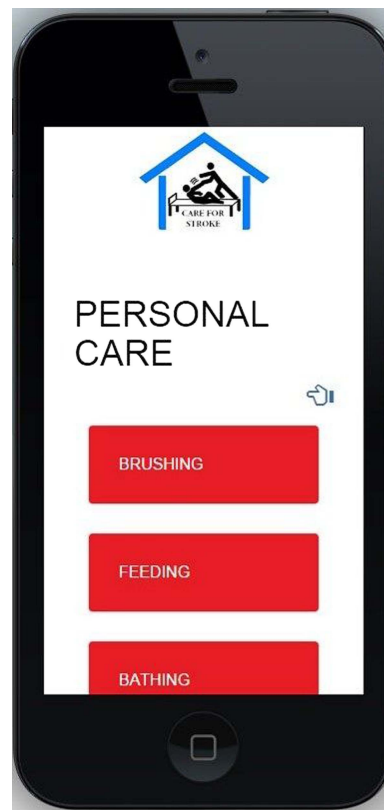 CARE FOR
STROKE
PERSONAL
CARE
BRUSHING
FEEDING
BATHING